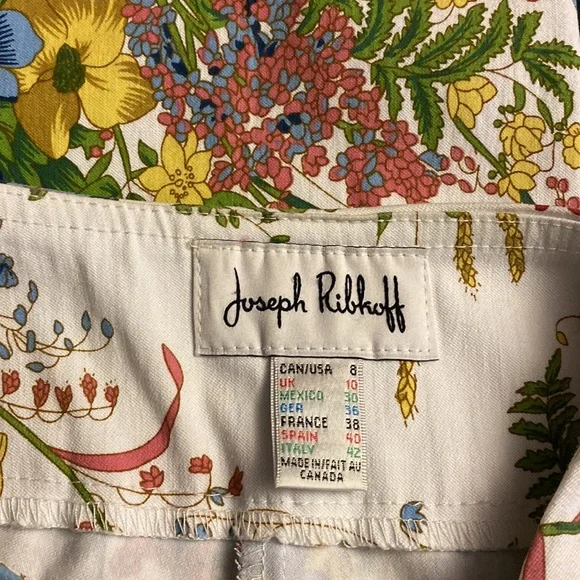 Joseph Ribkoff
CAN/USA 8
UK 10
MEXICO 30
GER 36
FRANCE 38
SPAIN 40
ITALY 42
MADE IN/FAIT AU
CANADA